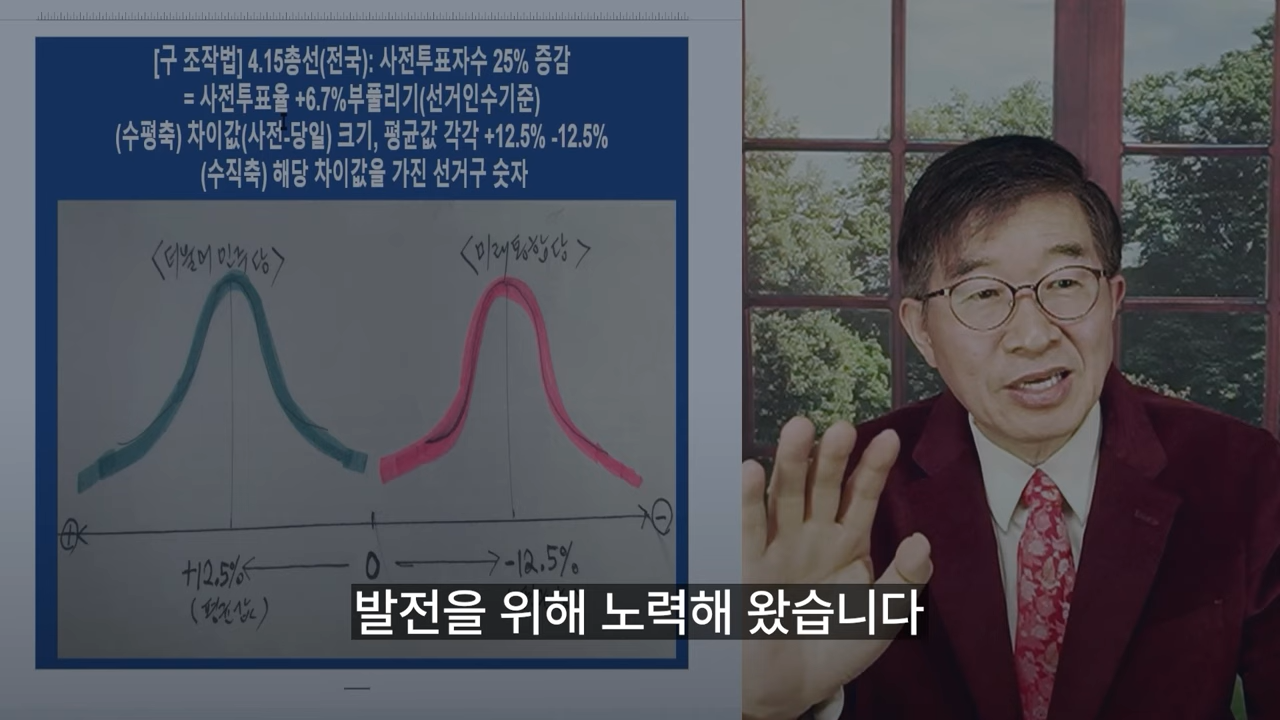 [구 조작법] 4.15총선(전국): 사전투표자수 25% 증감
= 사전투표율 +6.7%부풀리기(선거인수기준)
(수평축) 차이값(사전-당일) 크기, 평균값 각각 +12.5% -12.5%
(수직축) 해당 차이값을 가진 선거구 숫자
<더불어 민주당> <미래통합당>
+ -
+12.5% 0 -12.5%
(평균값)
발전을 위해 노력해 왔습니다